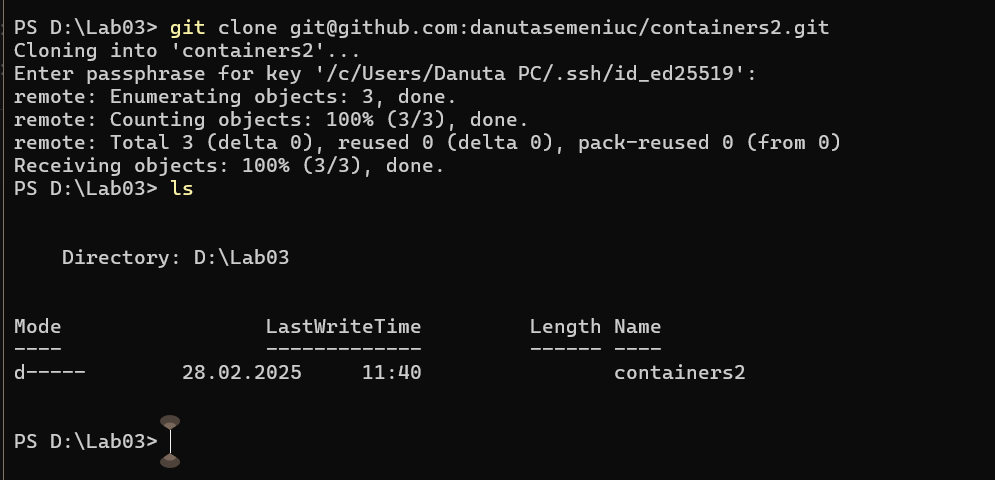 PS D:\Lab03> git clone git@github.com:danutasemeniuc/containers2.git
Cloning into 'containers2'...
Enter passphrase for key '/c/Users/Danuta PC/.ssh/id_ed25519':
remote: Enumerating objects: 3, done.
remote: Counting objects: 100% (3/3), done.
remote: Total 3 (delta 0), reused 0 (delta 0), pack-reused 0 (from 0)
Receiving objects: 100% (3/3), done.
PS D:\Lab03> ls
Directory: D:\Lab03
Mode                 LastWriteTime         Length Name
----                 -------------         ------ ----
d-----        28.02.2025     11:40                containers2
PS D:\Lab03>